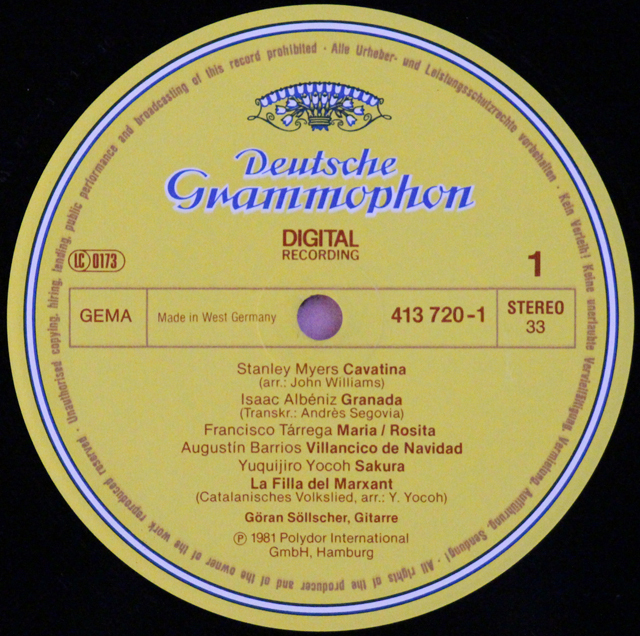 Unauthorised copying, hiring, lending, public performance and broadcasting of this record prohibited · Alle Urheber- und Leistungsschutzrechte vorbehalten · Kein Verleih! Keine unerlaubte Vervielfältigung, Vermietung, Aufführung, Sendung! · All rights of the producer and of the owner of the work reproduced reserved ·
Deutsche
Grammophon
DIGITAL
RECORDING
LC 0173
1
GEMA
Made in West Germany
413 720-1
STEREO
33
Stanley Myers Cavatina
(arr.: John Williams)
Isaac Albéniz Granada
(Transkr.: Andrès Segovia)
Francisco Tárrega Maria / Rosita
Augustin Barrios Villancico de Navidad
Yuquijiro Yocoh Sakura
La Filla del Marxant
(Catalanisches Volkslied, arr.: Y. Yocoh)
Göran Söllscher, Gitarre
Ⓟ 1981 Polydor International
GmbH, Hamburg